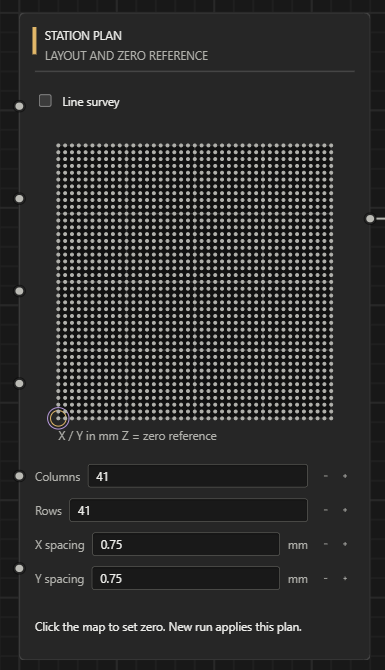 STATION PLAN
LAYOUT AND ZERO REFERENCE
Line survey
X / Y in mm Z = zero reference
Columns 41 - +
Rows 41 - +
X spacing 0.75 mm - +
Y spacing 0.75 mm - +
Click the map to set zero. New run applies this plan.